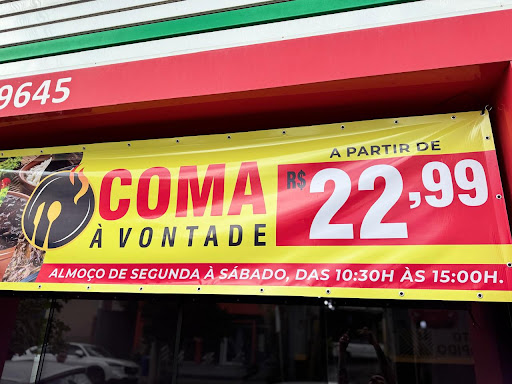 9645
COMA
À VONTADE
A PARTIR DE
R$ 22,99
ALMOÇO DE SEGUNDA À SÁBADO, DAS 10:30H ÀS 15:00H.